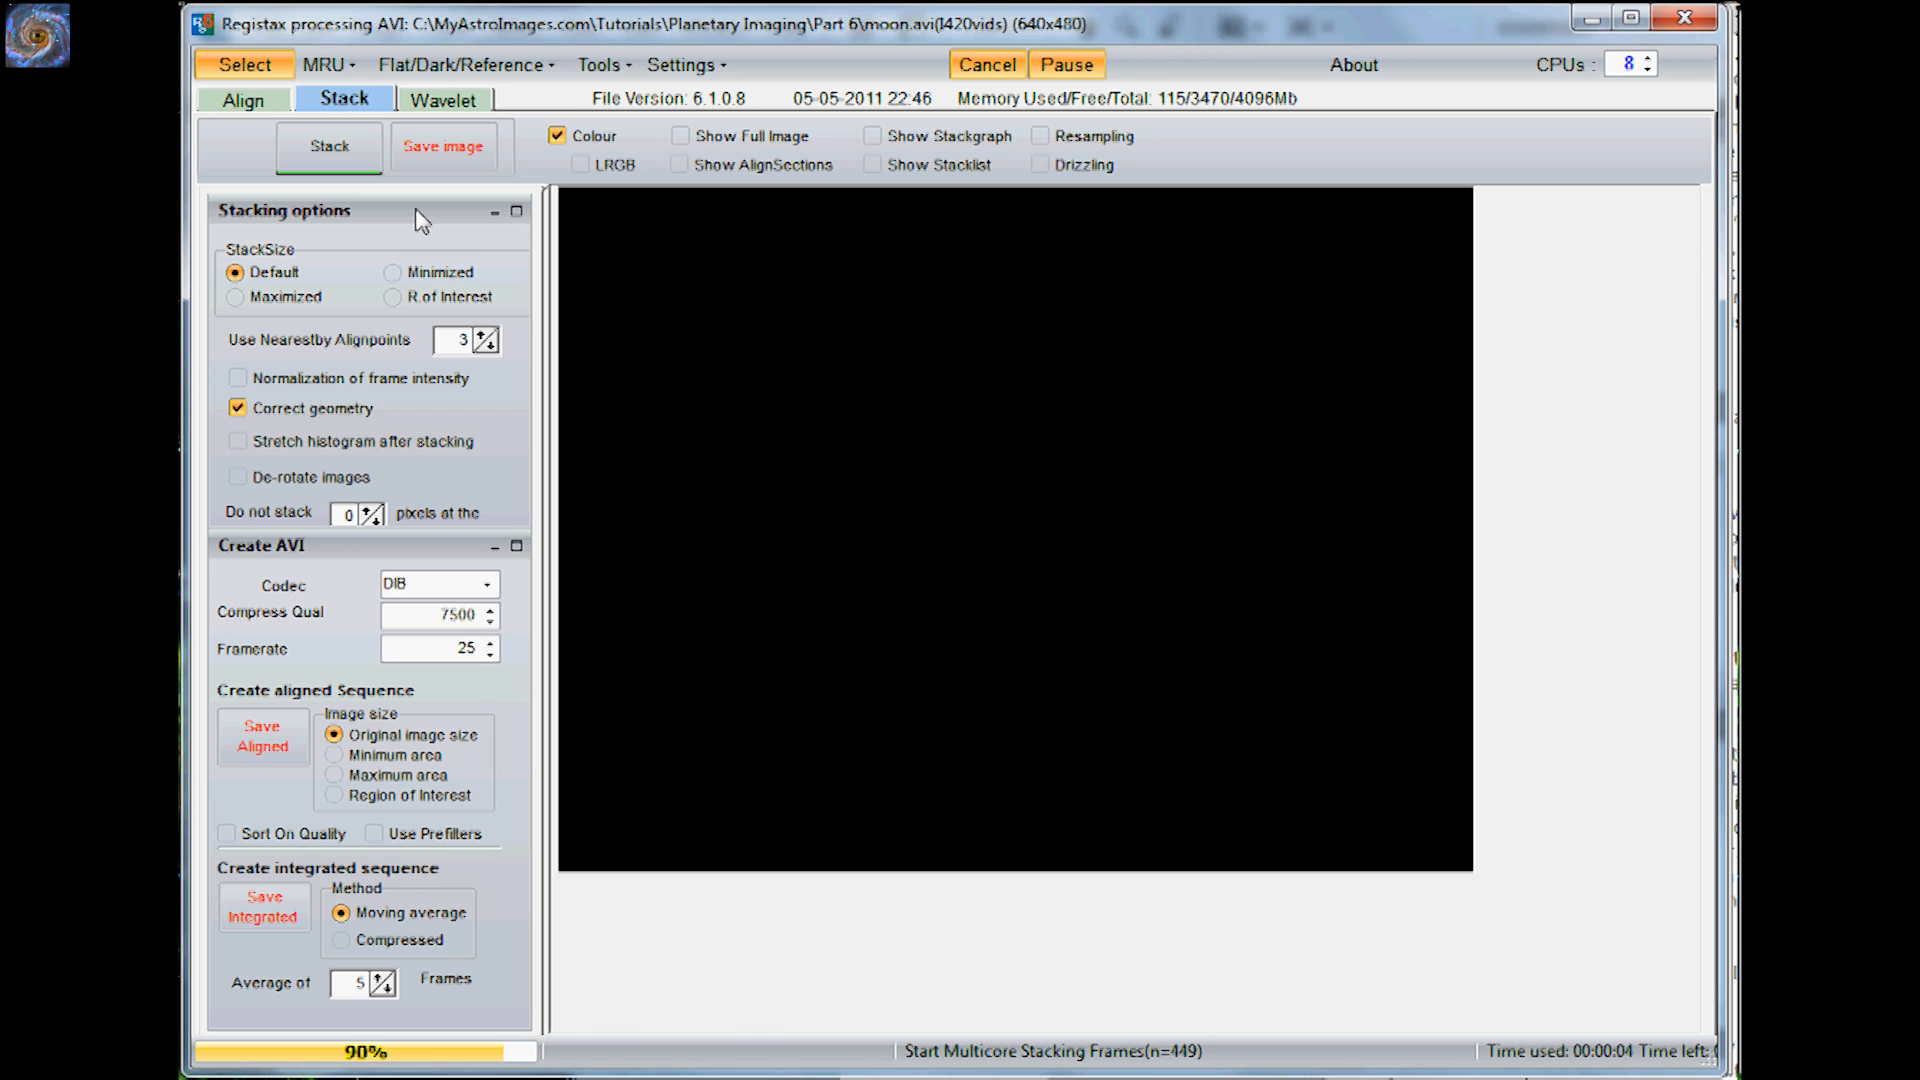 Registax processing AVI: C:\MyAstroImages.com\Tutorials\Planetary Imaging\Part 6\moon.avi(I420vids) (640x480)
Select MRU Flat/Dark/Reference Tools Settings Cancel Pause About CPUs : 8
Align Stack Wavelet File Version: 6.1.0.8 05-05-2011 22:46 Memory Used/Free/Total: 115/3470/4096Mb
Stack Save image Colour Show Full Image Show Stackgraph Resampling
LRGB Show AlignSections Show Stacklist Drizzling
Stacking options
StackSize
Default Minimized
Maximized R.of Interest
Use Nearestby Alignpoints 3
Normalization of frame intensity
Correct geometry
Stretch histogram after stacking
De-rotate images
Do not stack 0 pixels at the
Create AVI
Codec DIB
Compress Qual 7500
Framerate 25
Create aligned Sequence
Save Aligned
Image size
Original image size
Minimum area
Maximum area
Region of Interest
Sort On Quality Use Prefilters
Create integrated sequence
Save Integrated
Method
Moving average
Compressed
Average of 5 Frames
90% Start Multicore Stacking Frames(n=449) Time used: 00:00:04 Time left: